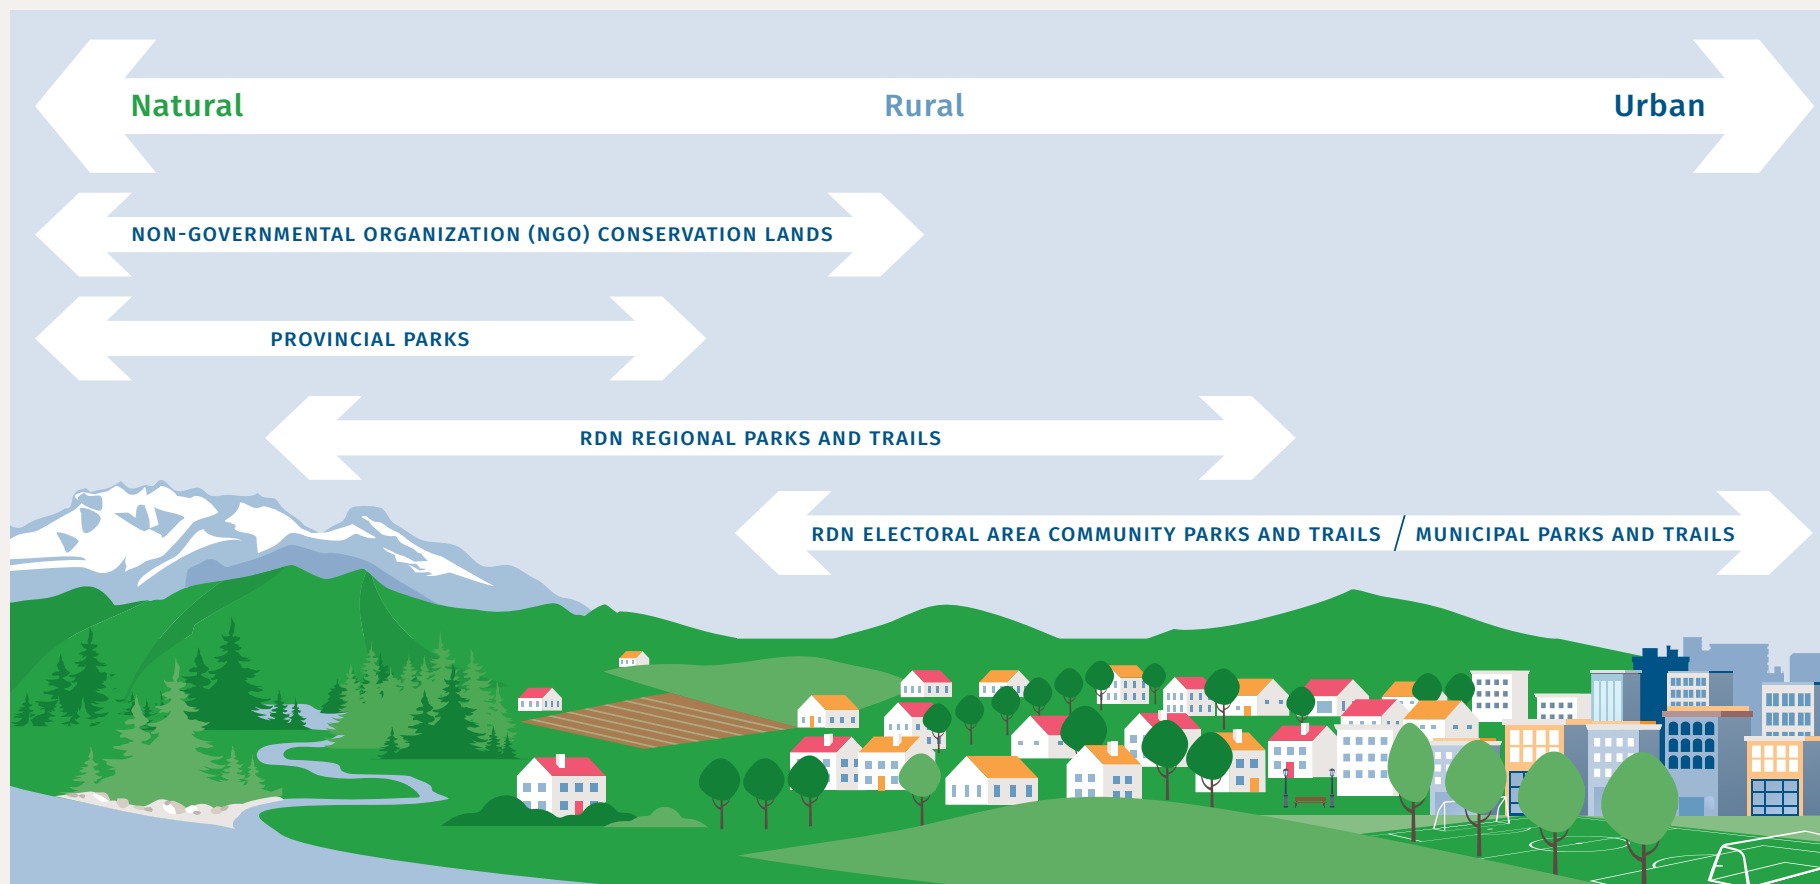 Natural Rural Urban
NON-GOVERNMENTAL ORGANIZATION (NGO) CONSERVATION LANDS
PROVINCIAL PARKS
RDN REGIONAL PARKS AND TRAILS
RDN ELECTORAL AREA COMMUNITY PARKS AND TRAILS / MUNICIPAL PARKS AND TRAILS